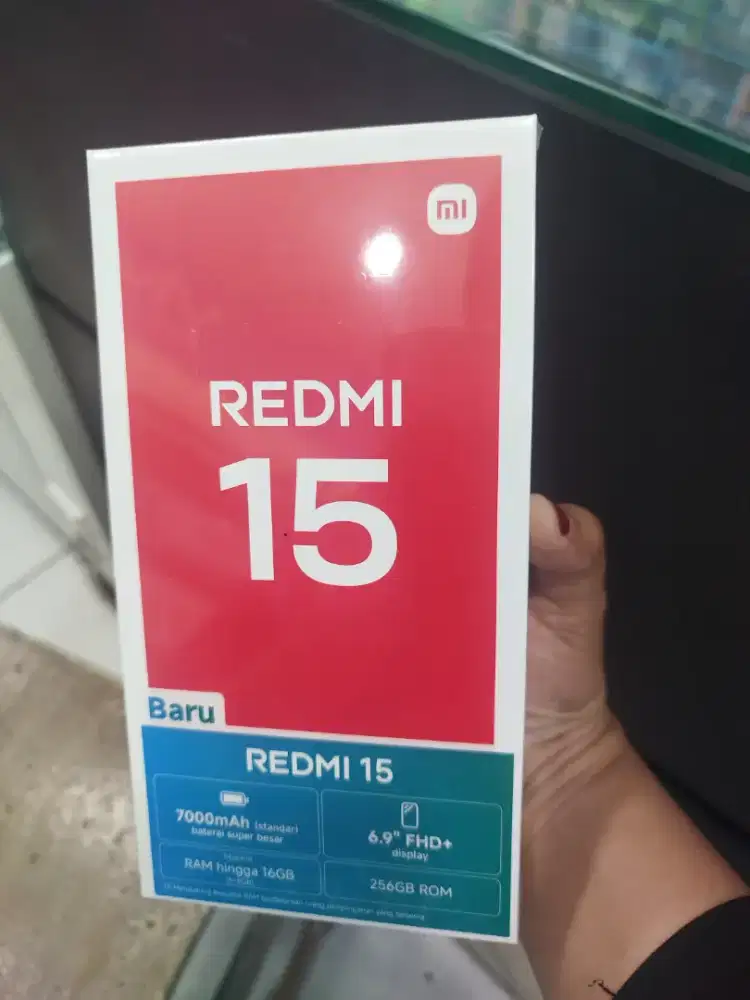 mi
REDMI
15
Baru
REDMI 15
7000mAh (standar)
baterai super besar
6.9" FHD+
display
RAM hingga 16GB
256GB ROM